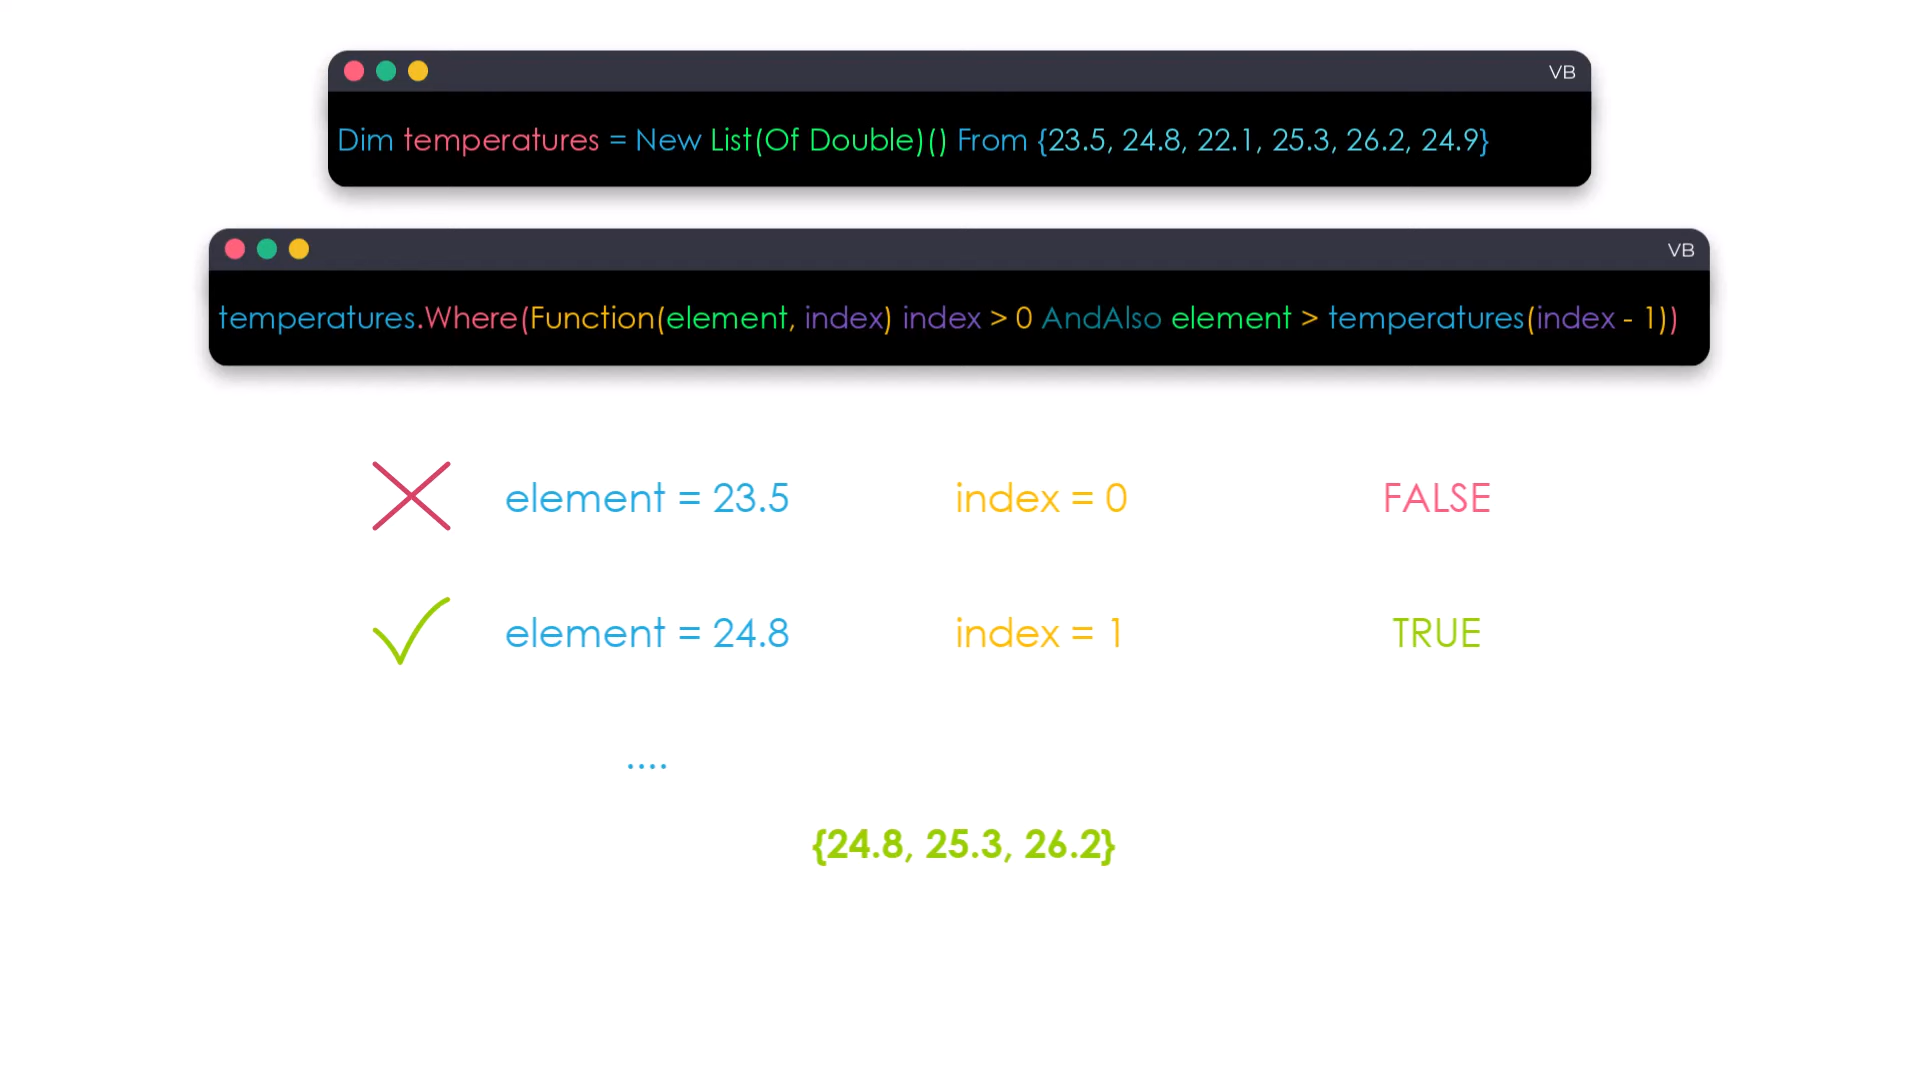 VB
Dim temperatures = New List(Of Double)() From {23.5, 24.8, 22.1, 25.3, 26.2, 24.9}
VB
temperatures.Where(Function(element, index) index > 0 AndAlso element > temperatures(index - 1))
element = 23.5 index = 0 FALSE
element = 24.8 index = 1 TRUE
....
{24.8, 25.3, 26.2}